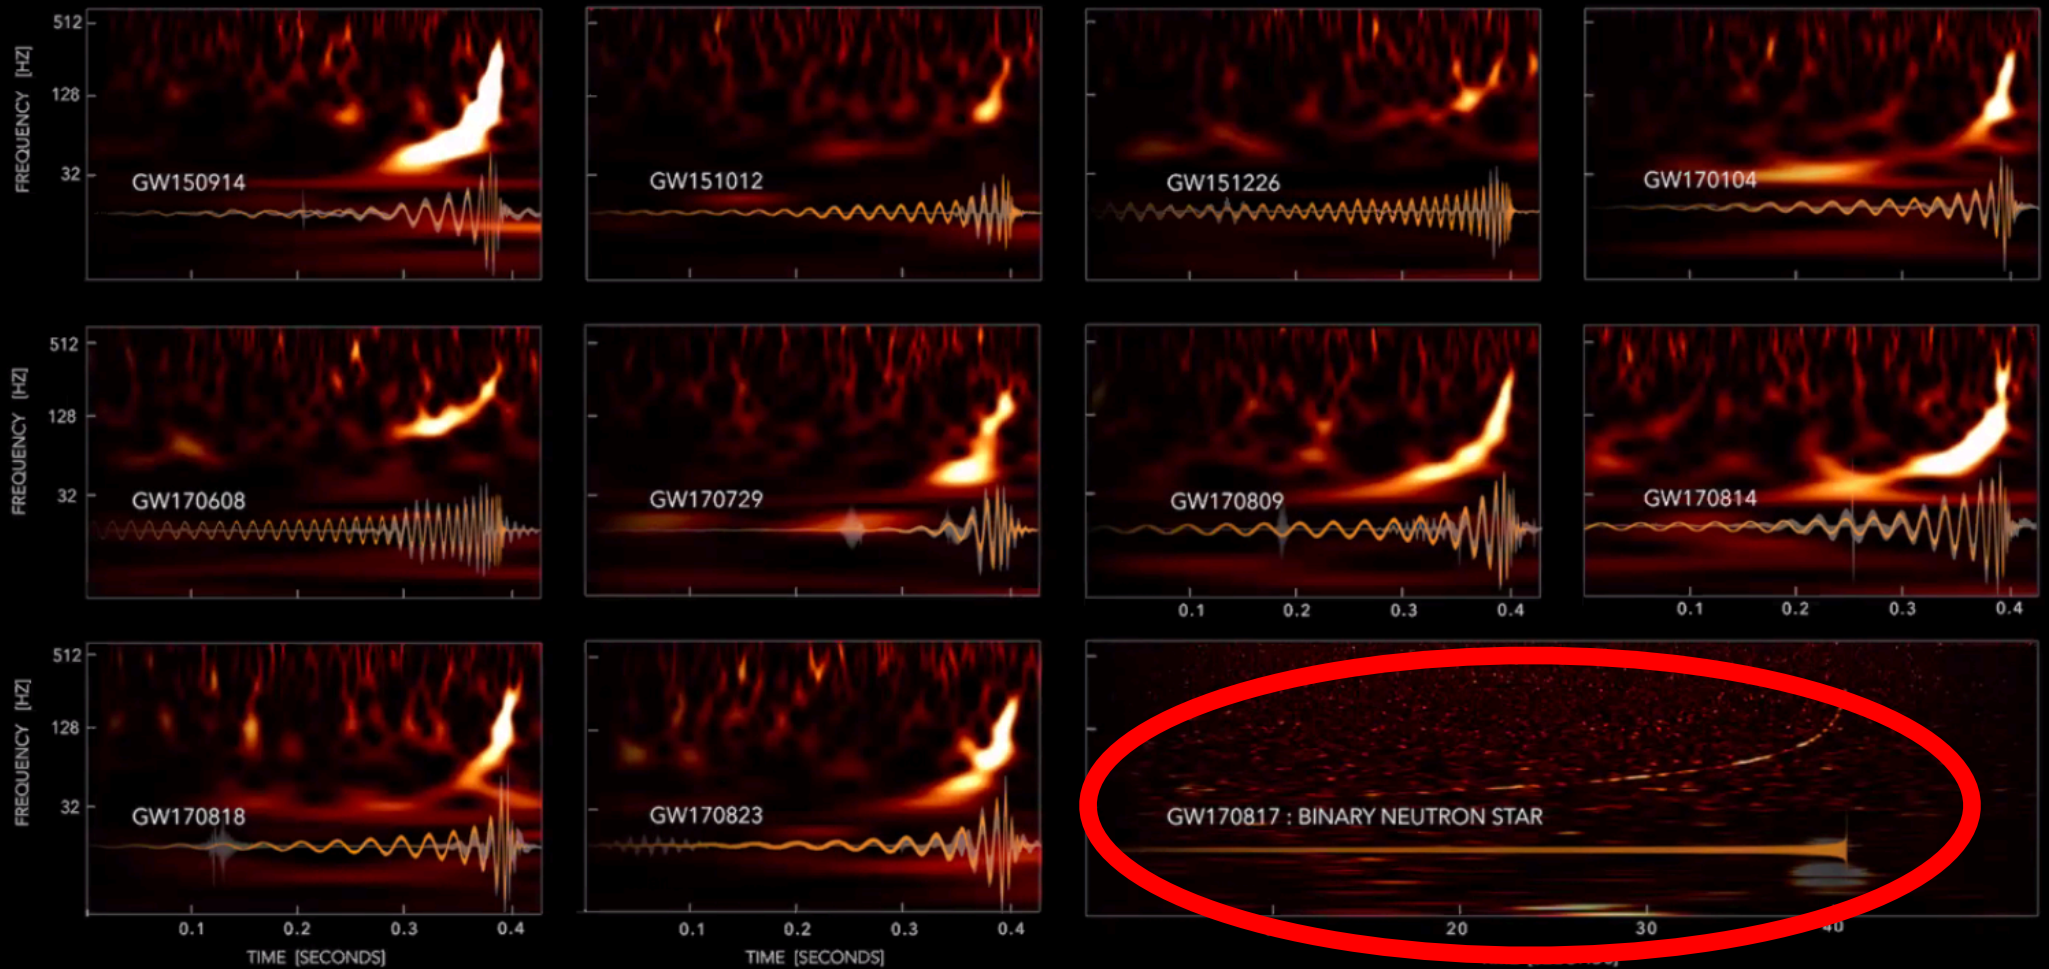 512
FREQUENCY [HZ]
128
32
GW150914
GW151012
GW151226
GW170104
512
FREQUENCY [HZ]
128
32
GW170608
GW170729
GW170809
GW170814
0.1 0.2 0.3 0.4
0.1 0.2 0.3 0.4
512
FREQUENCY [HZ]
128
32
GW170818
GW170823
GW170817 : BINARY NEUTRON STAR
0.1 0.2 0.3 0.4
0.1 0.2 0.3 0.4
20 30 40
TIME [SECONDS]
TIME [SECONDS]